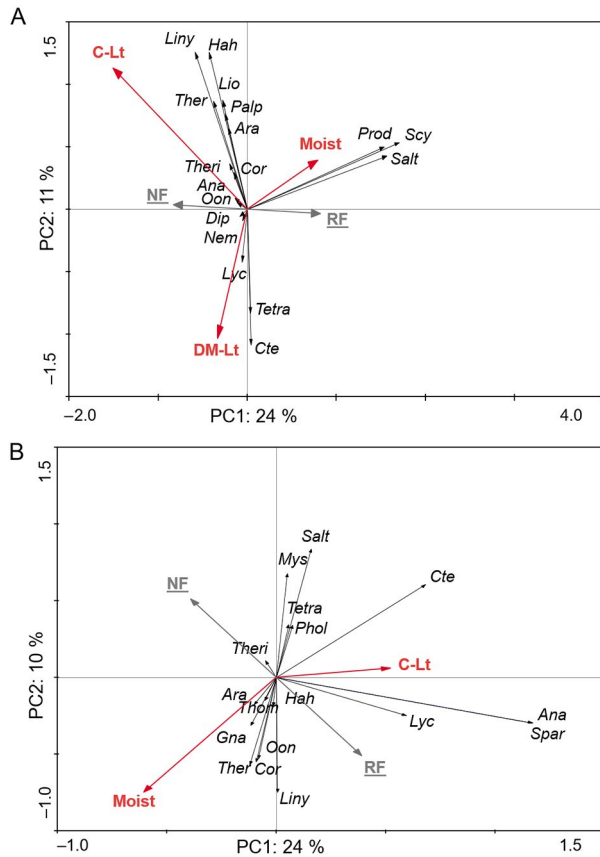 A
1.5
Liny Hah
C-Lt
Lio
Ther Palp
Ara
Moist
Prod Scy
Salt
Theri Cor
Ana
NF Oon
Dip
RF
Nem
Lyc
Tetra
DM-Lt Cte
PC2: 11 %
–1.5
–2.0 PC1: 24 % 4.0
B
1.5
Salt
Mys
NF Cte
Tetra
Phol
Theri
C-Lt
Ara Hah
Thom
Lyc Ana
Gna Spar
Oon
Ther Cor RF
Moist Liny
PC2: 10 %
–1.0
–1.0 PC1: 24 % 1.5